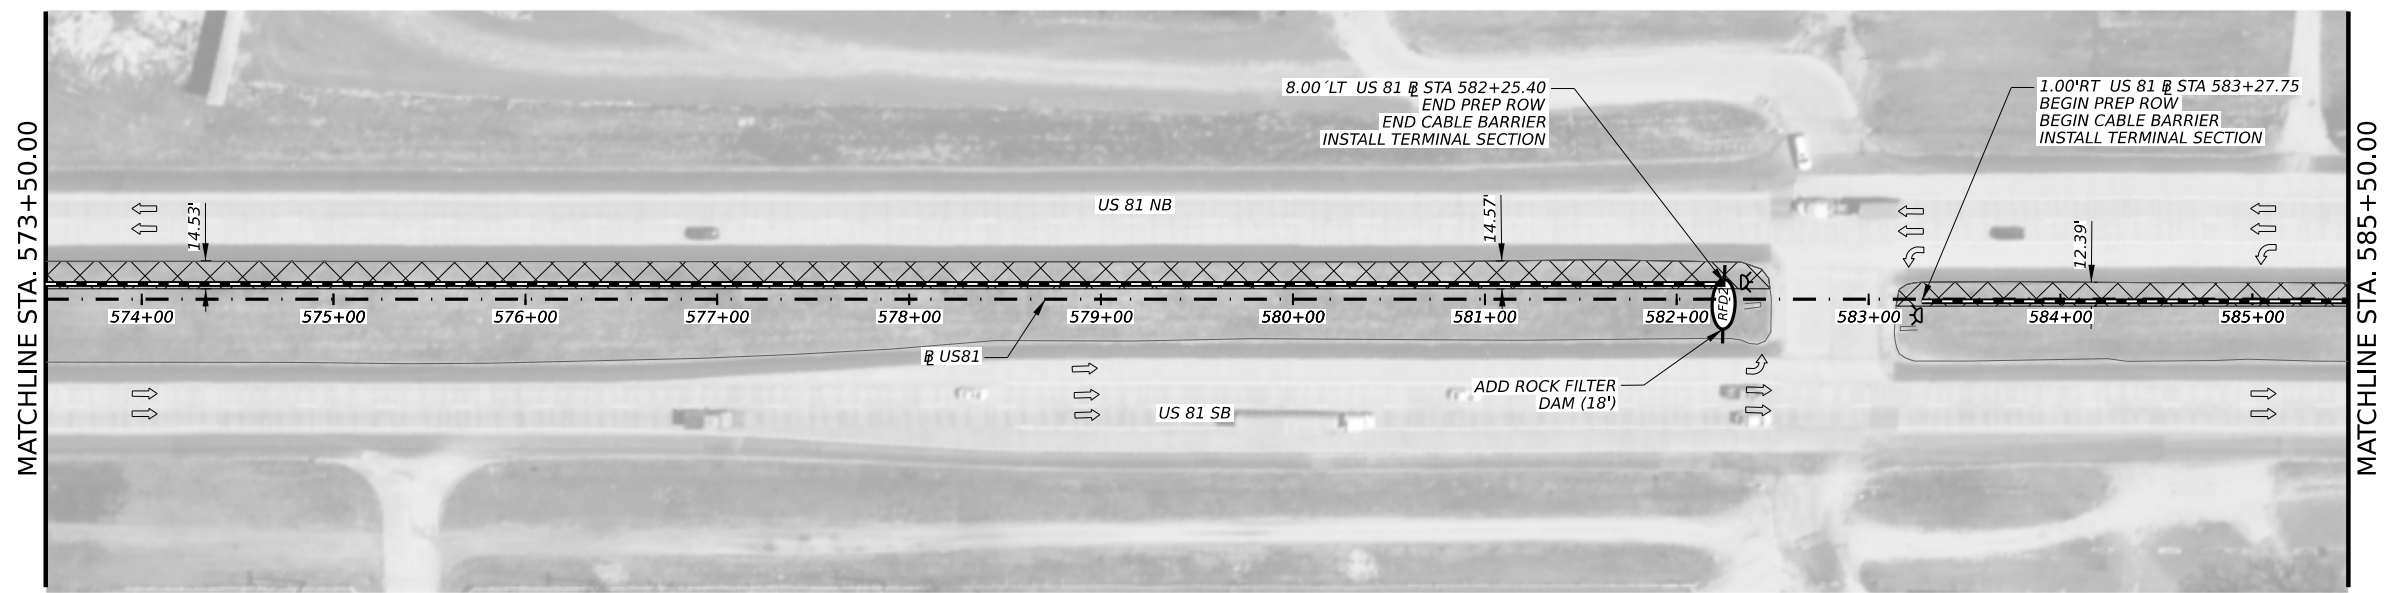 MATCHLINE STA. 573+50.00
8.00´LT US 81 ⅊ STA 582+25.40
END PREP ROW
END CABLE BARRIER
INSTALL TERMINAL SECTION
1.00'RT US 81 ⅊ STA 583+27.75
BEGIN PREP ROW
BEGIN CABLE BARRIER
INSTALL TERMINAL SECTION
US 81 NB
14.53'
14.57'
12.39'
RFD2
574+00
575+00
576+00
577+00
578+00
579+00
580+00
581+00
582+00
583+00
584+00
585+00
⅊ US81
ADD ROCK FILTER
DAM (18')
US 81 SB
MATCHLINE STA. 585+50.00